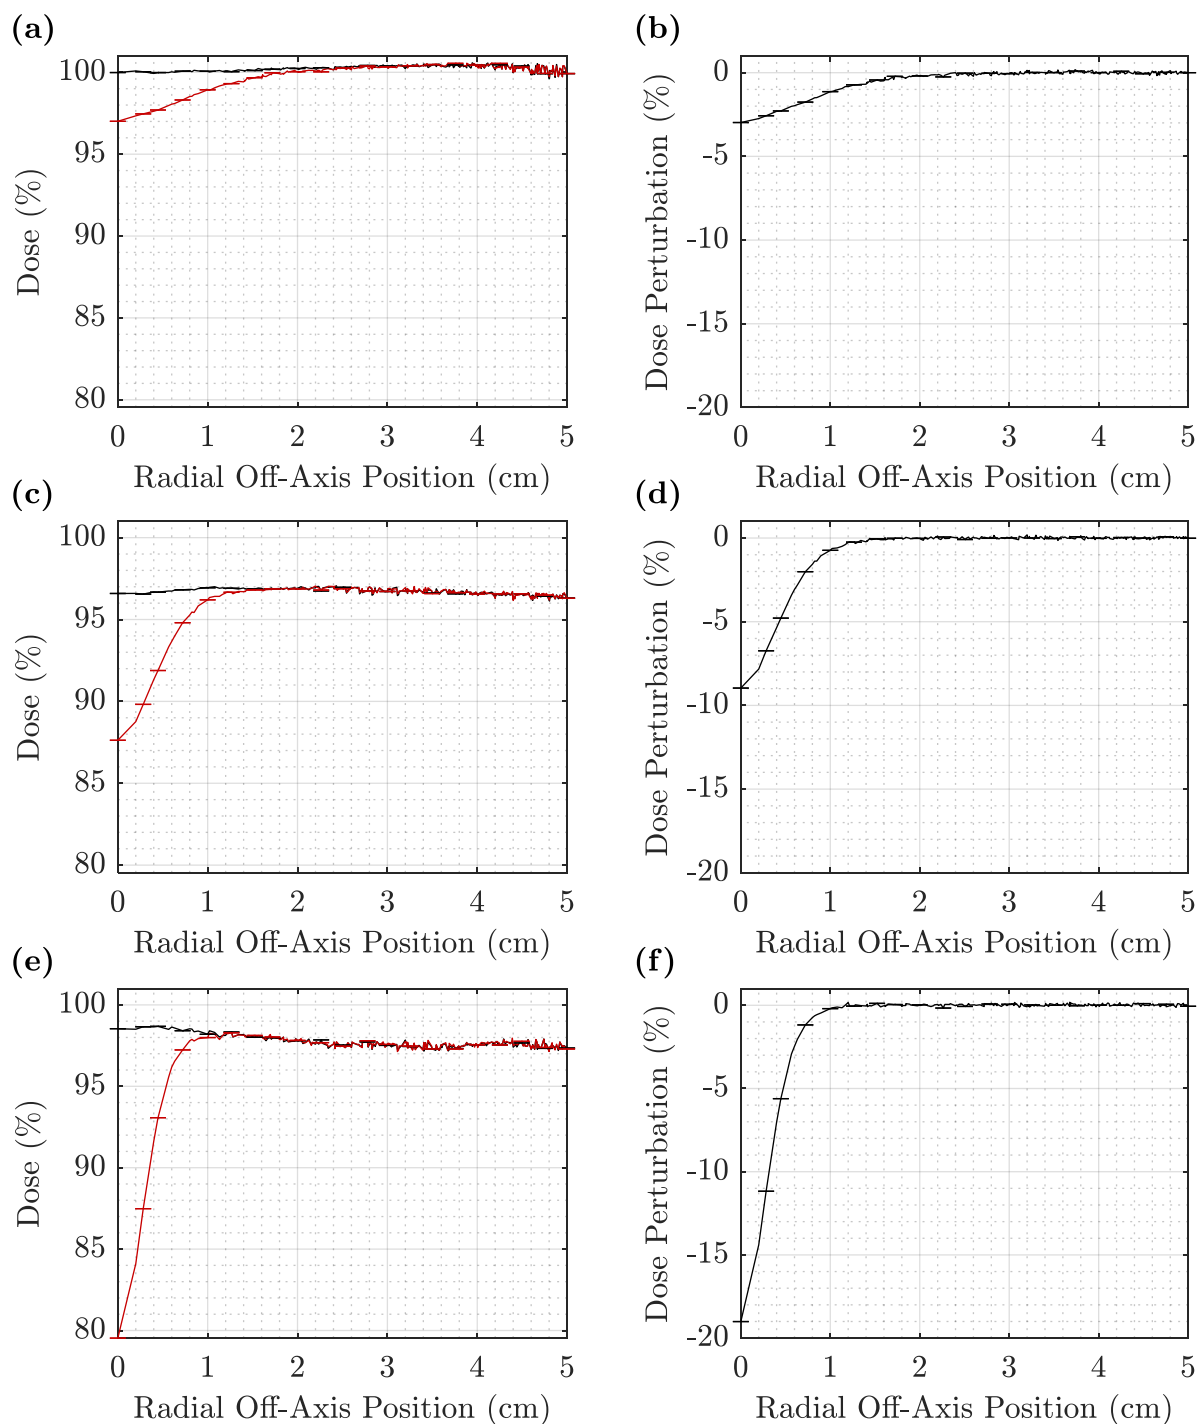 (a)
(b)
100
95
90
85
80
Dose (%)
0 1 2 3 4 5
Radial Off-Axis Position (cm)
0
-5
-10
-15
-20
Dose Perturbation (%)
0 1 2 3 4 5
Radial Off-Axis Position (cm)
(c)
(d)
100
95
90
85
80
Dose (%)
0 1 2 3 4 5
Radial Off-Axis Position (cm)
0
-5
-10
-15
-20
Dose Perturbation (%)
0 1 2 3 4 5
Radial Off-Axis Position (cm)
(e)
(f)
100
95
90
85
80
Dose (%)
0 1 2 3 4 5
Radial Off-Axis Position (cm)
0
-5
-10
-15
-20
Dose Perturbation (%)
0 1 2 3 4 5
Radial Off-Axis Position (cm)